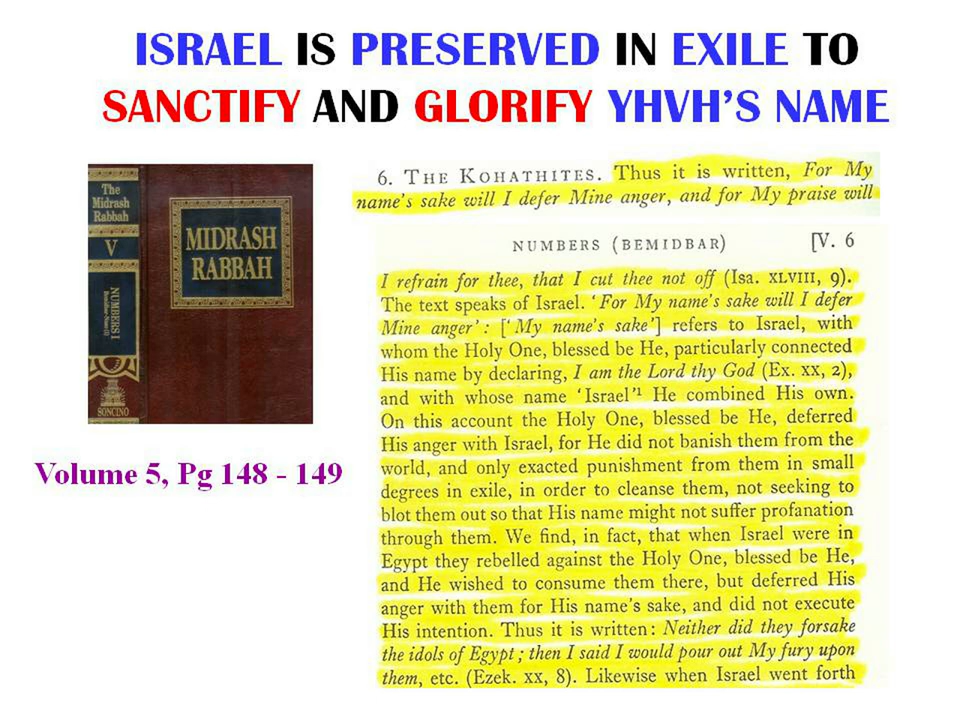 ISRAEL IS PRESERVED IN EXILE TO
SANCTIFY AND GLORIFY YHVH'S NAME
The
Midrash
Rabbah
V
NUMBERS I
SONCINO
MIDRASH
RABBAH
Volume 5, Pg 148 - 149
6. THE KOHATHITES. Thus it is written, For My
name's sake will I defer Mine anger, and for My praise will
NUMBERS (BEMIDBAR) [V. 6
I refrain for thee, that I cut thee not off (Isa. XLVIII, 9).
The text speaks of Israel. 'For My name's sake will I defer
Mine anger': ['My name's sake'] refers to Israel, with
whom the Holy One, blessed be He, particularly connected
His name by declaring, I am the Lord thy God (Ex. XX, 2),
and with whose name 'Israel'¹ He combined His own.
On this account the Holy One, blessed be He, deferred
His anger with Israel, for He did not banish them from the
world, and only exacted punishment from them in small
degrees in exile, in order to cleanse them, not seeking to
blot them out so that His name might not suffer profanation
through them. We find, in fact, that when Israel were in
Egypt they rebelled against the Holy One, blessed be He,
and He wished to consume them there, but deferred His
anger with them for His name's sake, and did not execute
His intention. Thus it is written: Neither did they forsake
the idols of Egypt; then I said I would pour out My fury upon
them, etc. (Ezek. XX, 8). Likewise when Israel went forth